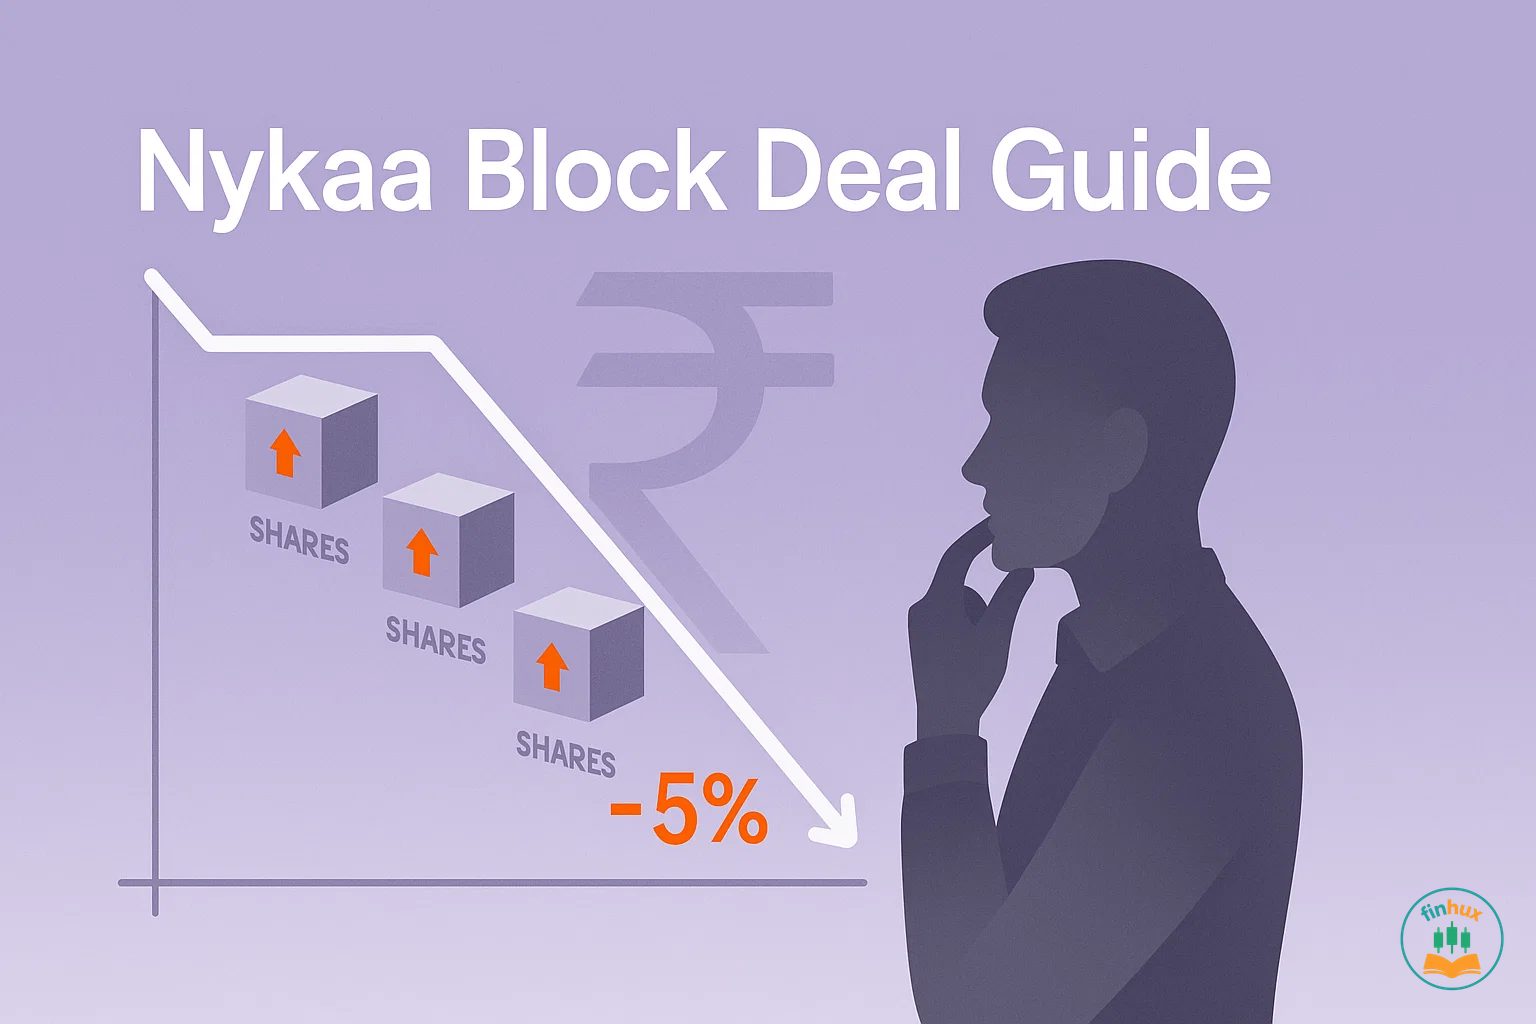 Nykaa Block Deal Guide
SHARES
SHARES
SHARES
-5%
finhux